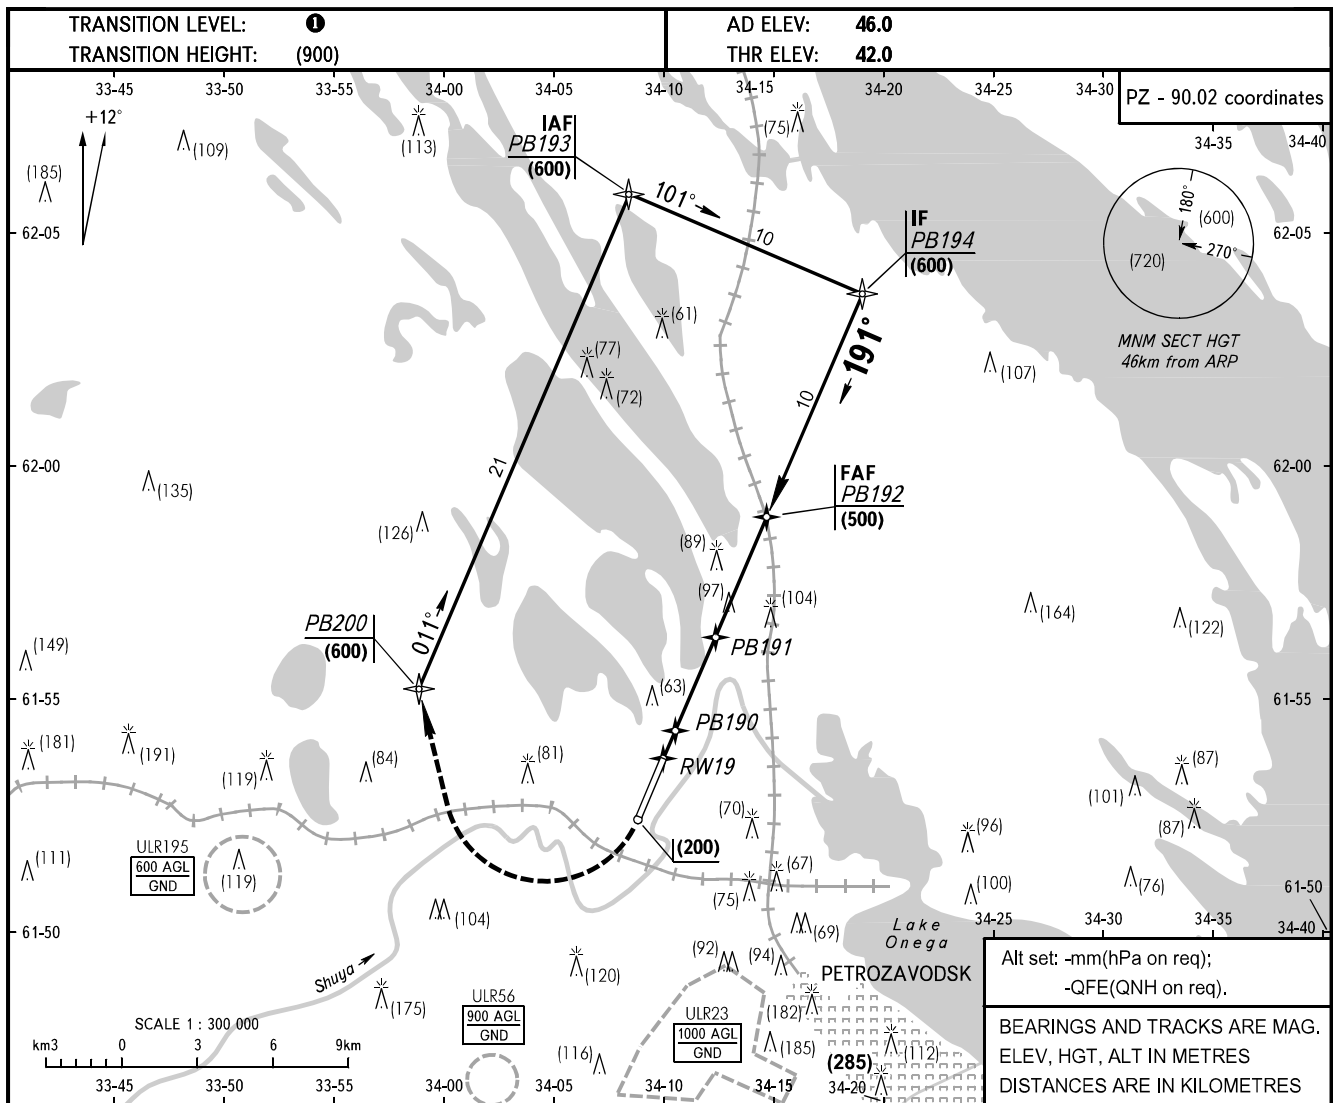 TRANSITION LEVEL: ❶
TRANSITION HEIGHT: (900)
AD ELEV: 46.0
THR ELEV: 42.0
33-45 33-50 33-55 34-00 34-05 34-10 34-15 34-20 34-25 34-30
PZ - 90.02 coordinates
34-35 34-40
+12°
(185)
(109)
(113)
(75)
IAF
PB193
(600)
101°
10
IF
PB194
(600)
180°
(600)
270°
(720)
MNM SECT HGT
46km from ARP
62-05
62-05
(61)
(77)
(72)
191°
10
(107)
21
62-00
62-00
(135)
(126)
FAF
PB192
(500)
(89)
(97)
(104)
(164)
(122)
PB200
(600)
011°
PB191
(149)
61-55
61-55
(63)
PB190
RW19
(181)
(191)
(119)
(84)
(81)
(70)
(87)
(101)
(87)
(96)
(200)
ULR195
600 AGL
GND
(111)
(119)
(67)
(75)
(100)
(76)
61-50
34-25 34-30 34-35 34-40
61-50
(104)
(69)
Lake
Onega
(92)
(94)
PETROZAVODSK
Shuya
(120)
(175)
(182)
(185)
(112)
(116)
(285)
ULR56
900 AGL
GND
ULR23
1000 AGL
GND
SCALE 1 : 300 000
km3 0 3 6 9km
33-45 33-50 33-55 34-00 34-05 34-10 34-15 34-20
Alt set: -mm(hPa on req);
-QFE(QNH on req).
BEARINGS AND TRACKS ARE MAG.
ELEV, HGT, ALT IN METRES
DISTANCES ARE IN KILOMETRES